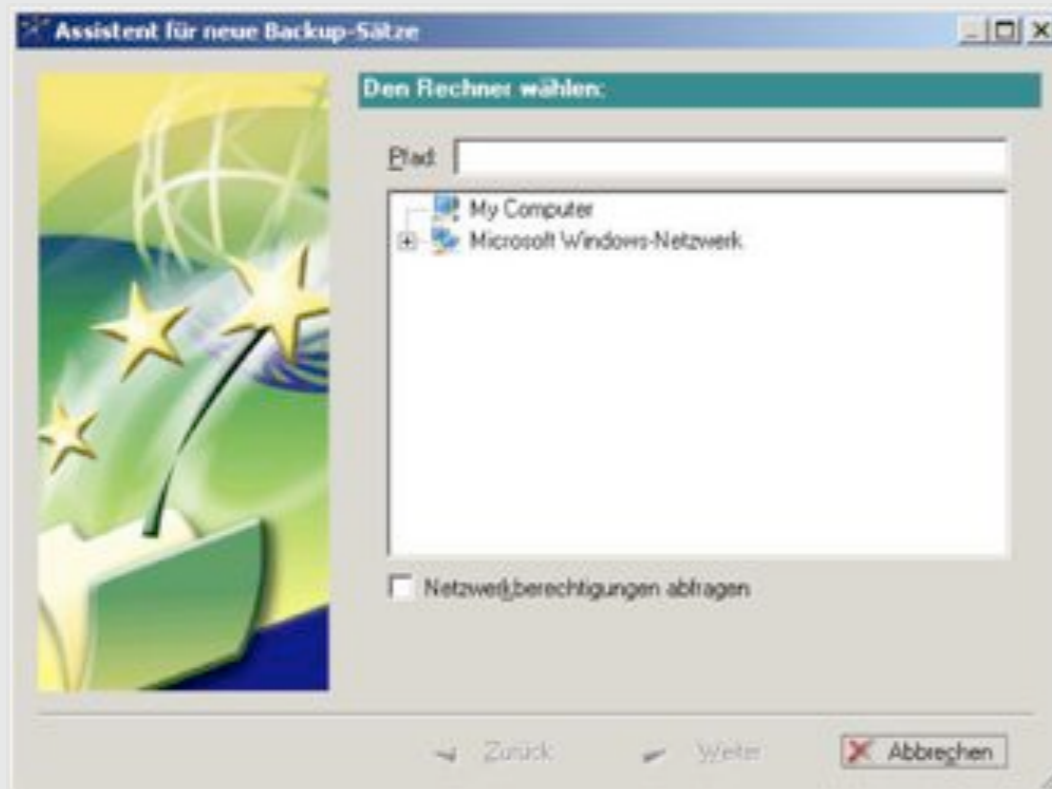 Assistent für neue Backup-Sätze
Den Rechner wählen:
Pfad:
My Computer
Microsoft Windows-Netzwerk
Netzwerkberechtigungen abfragen
Zurück
Weiter
Abbrechen